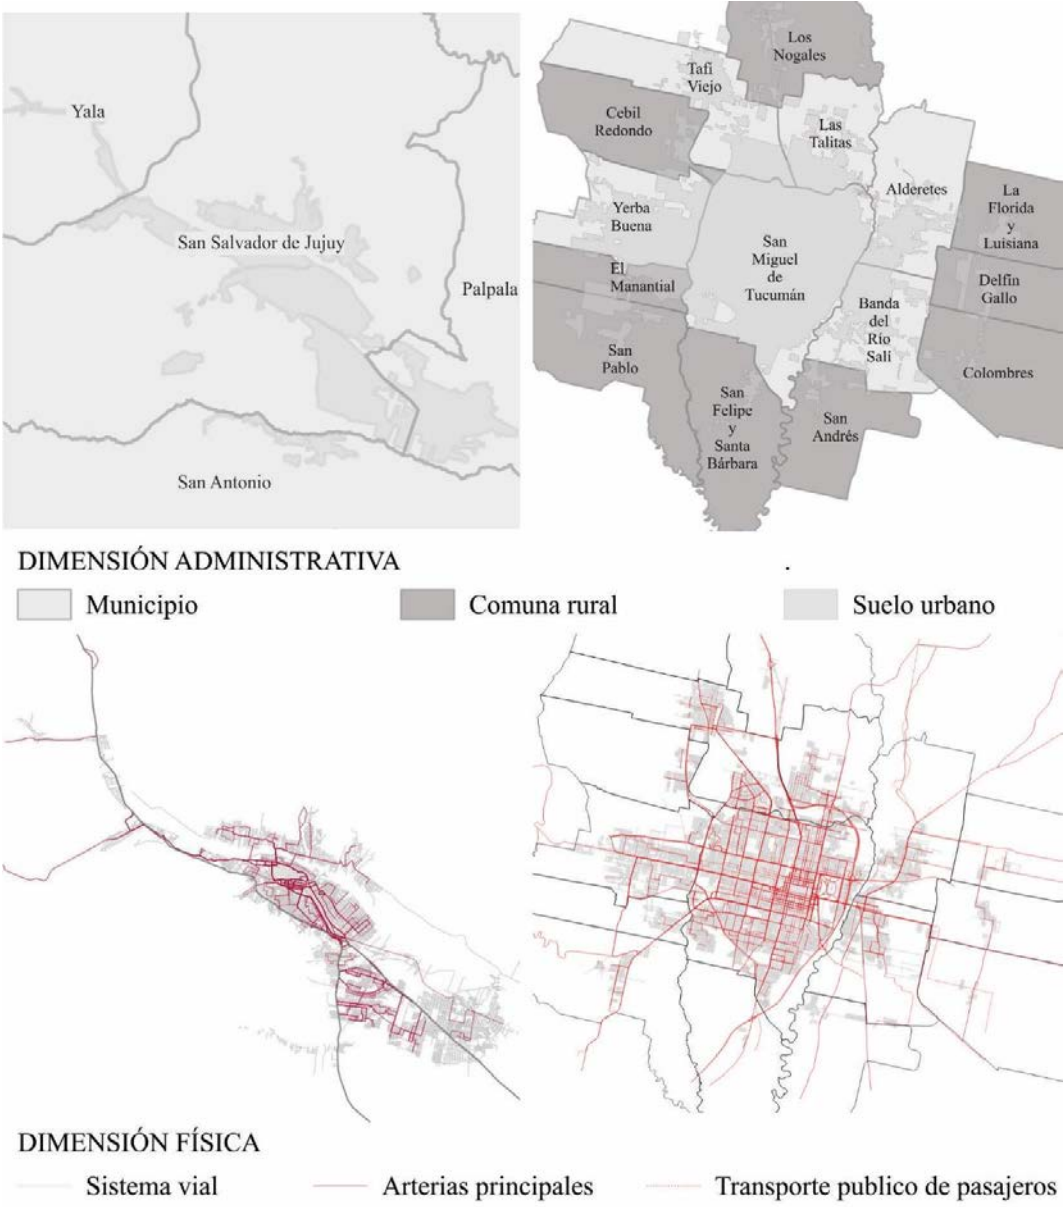 Yala
San Salvador de Jujuy
Palpala
San Antonio
Los
Nogales
Tafí
Viejo
Cebil
Redondo
Las
Talitas
Alderetes
La
Florida
y
Luisiana
Yerba
Buena
San
Miguel
de
Tucumán
El
Manantial
Delfín
Gallo
Banda
del
Río
Salí
San
Pablo
Colombres
San
Felipe
y
Santa
Bárbara
San
Andrés
DIMENSIÓN ADMINISTRATIVA
Municipio
Comuna rural
Suelo urbano
DIMENSIÓN FÍSICA
Sistema vial
Arterias principales
Transporte publico de pasajeros